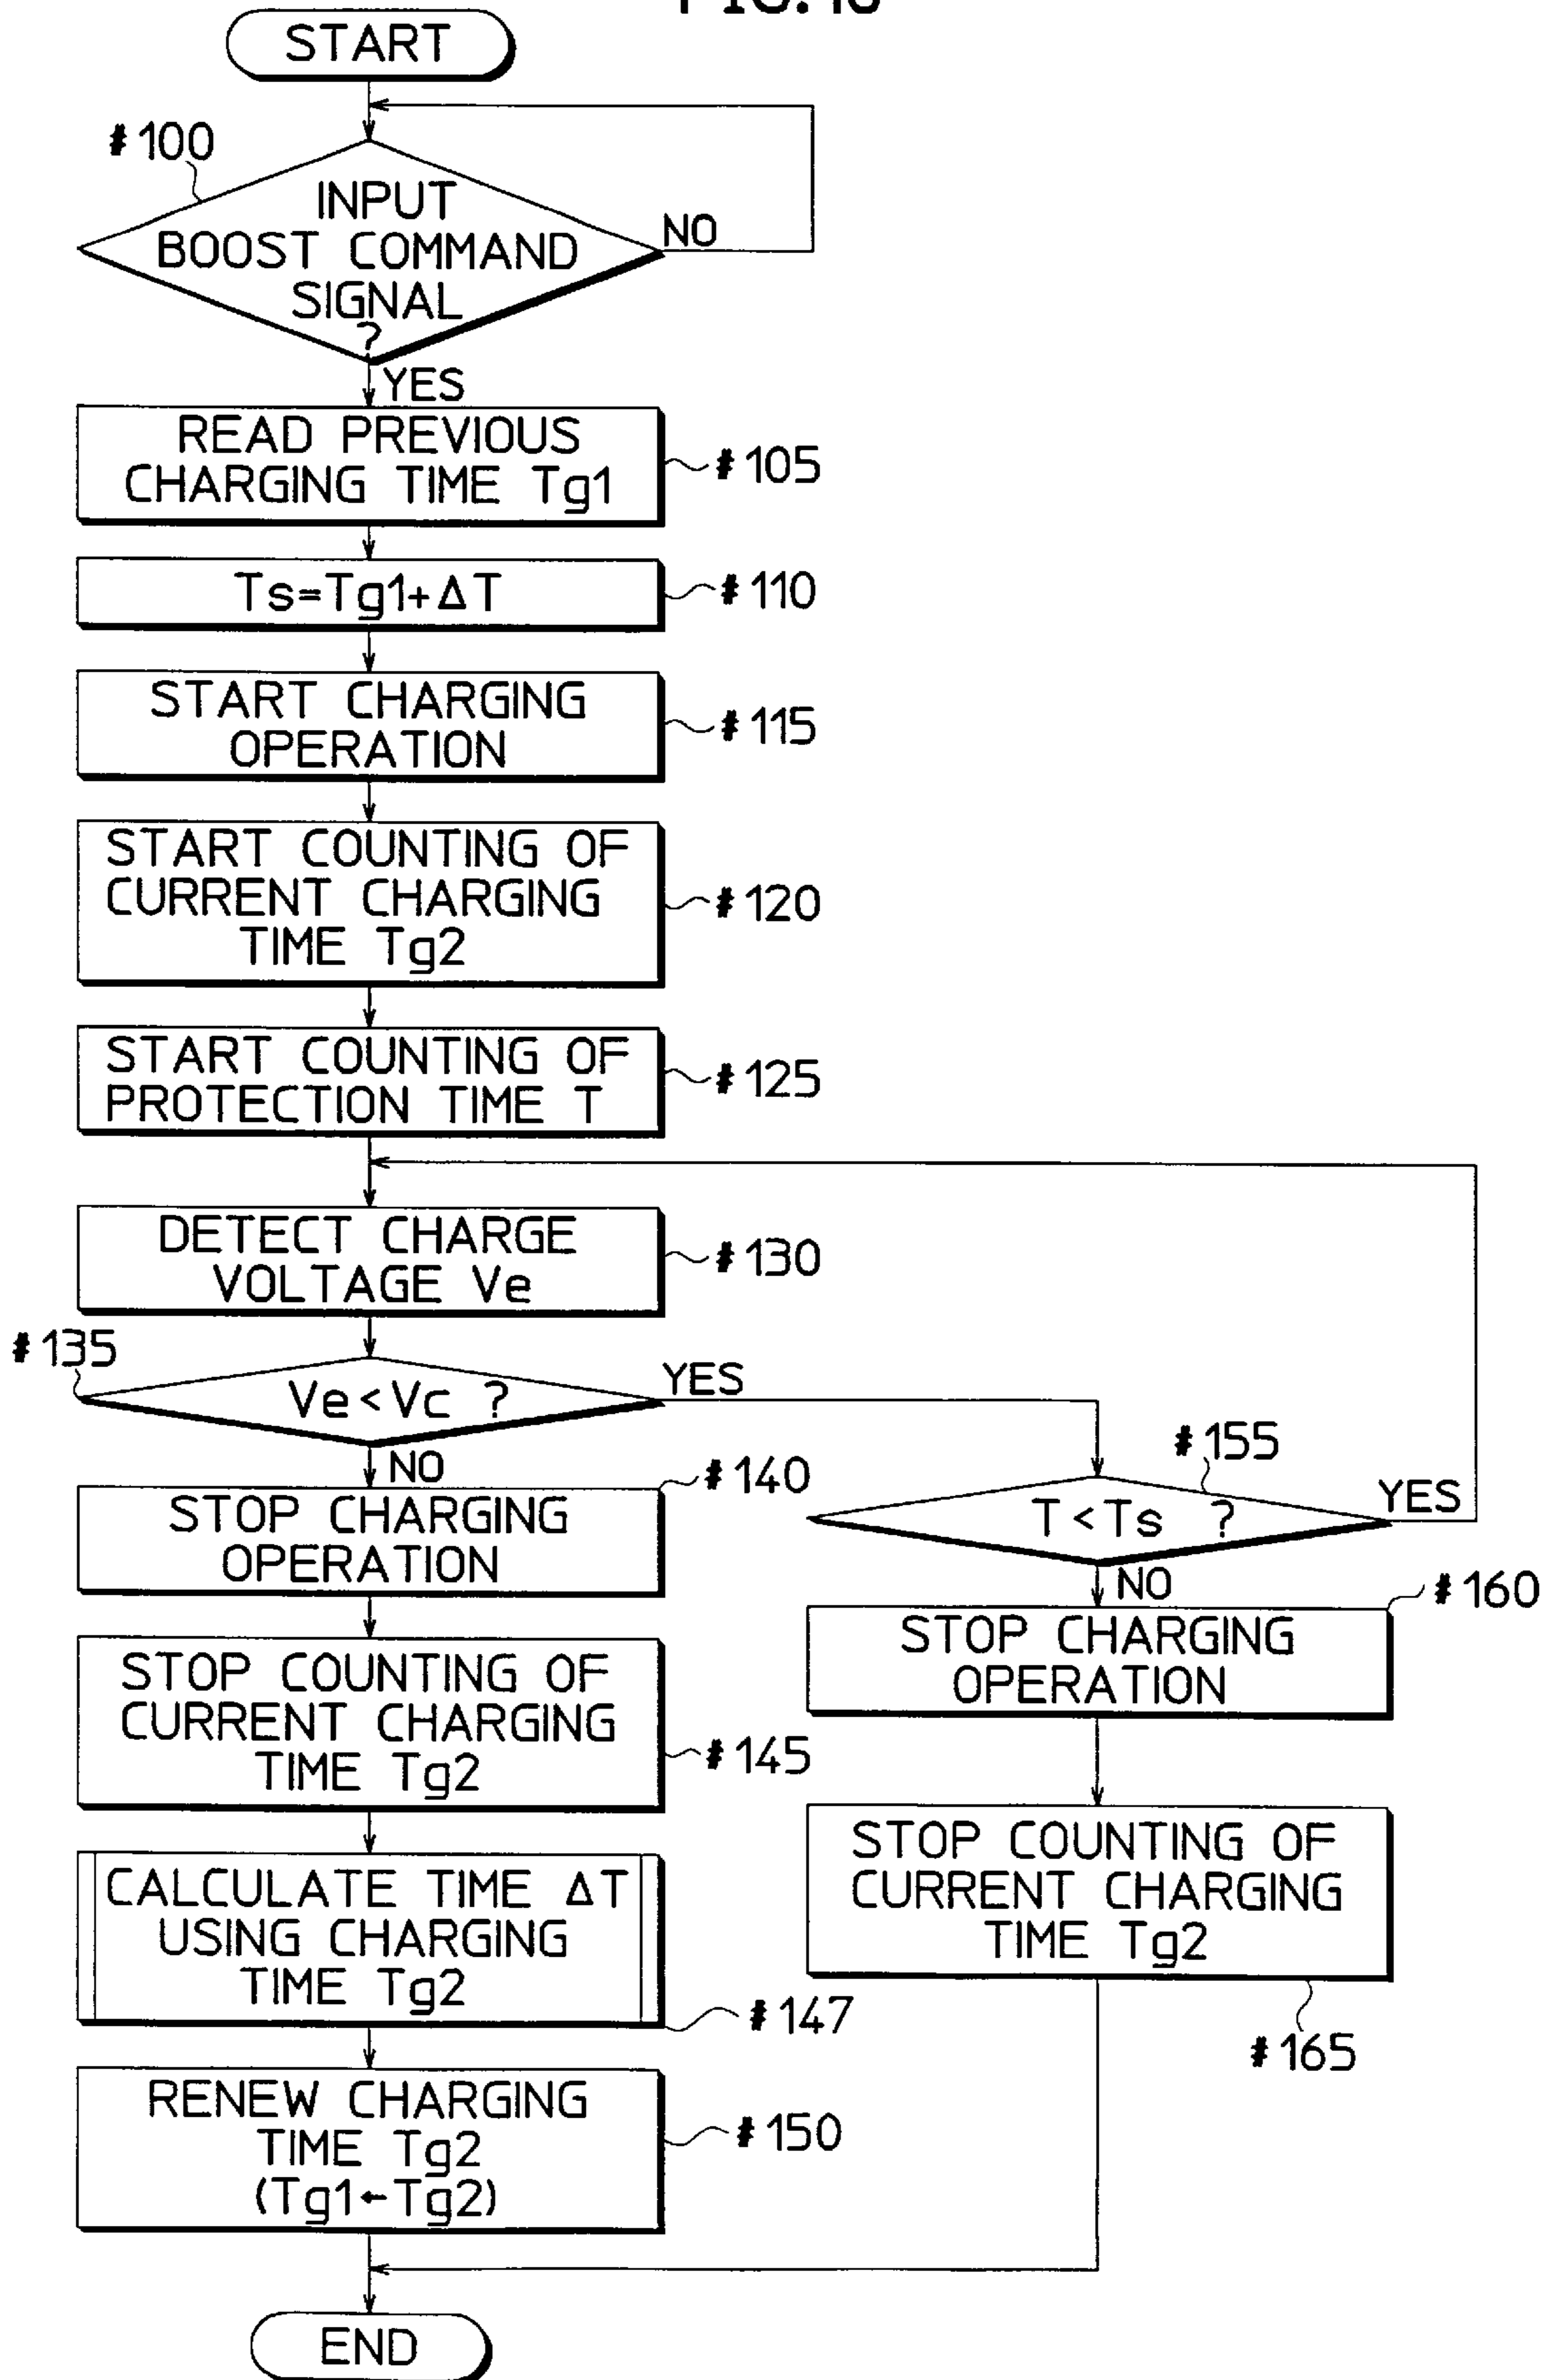 START
#100
INPUT
BOOST COMMAND
SIGNAL
?
NO
YES
READ PREVIOUS
CHARGING TIME Tg1
#105
Ts=Tg1+ΔT
#110
START CHARGING
OPERATION
#115
START COUNTING OF
CURRENT CHARGING
TIME Tg2
#120
START COUNTING OF
PROTECTION TIME T
#125
DETECT CHARGE
VOLTAGE Ve
#130
#135
Ve<Vc ?
YES
NO
#140
STOP CHARGING
OPERATION
STOP COUNTING OF
CURRENT CHARGING
TIME Tg2
#145
CALCULATE TIME ΔT
USING CHARGING
TIME Tg2
#147
RENEW CHARGING
TIME Tg2
(Tg1←Tg2)
#150
#155
T<Ts ?
YES
NO
#160
STOP CHARGING
OPERATION
STOP COUNTING OF
CURRENT CHARGING
TIME Tg2
#165
END